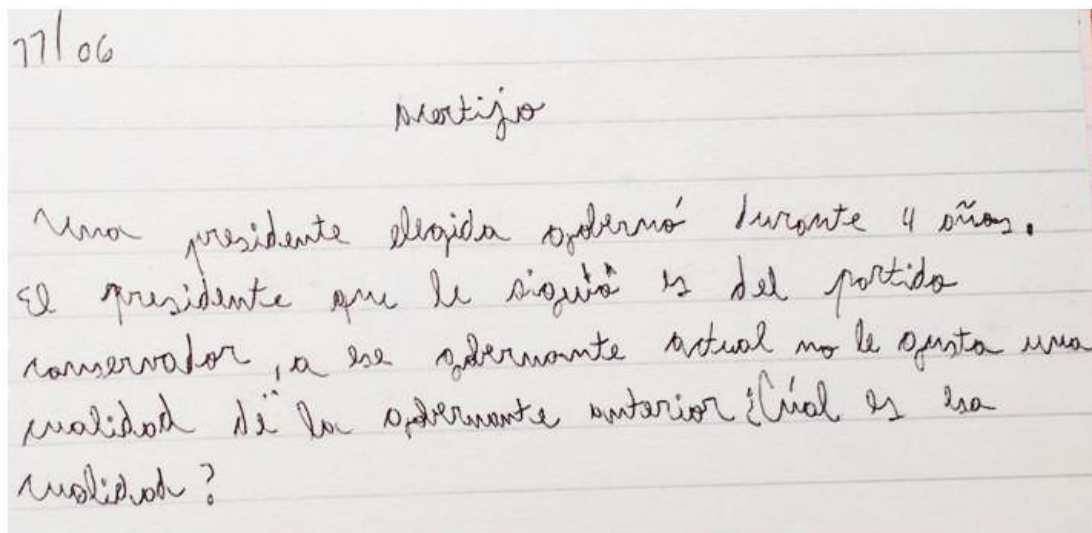 17/06
Acertijo
Una presidente elegida gobernó durante 4 años.
El presidente que le siguió es del partido
conservador, a ese gobernante actual no le gusta una
cualidad de la gobernante anterior ¿Cúal es esa
cualidad?